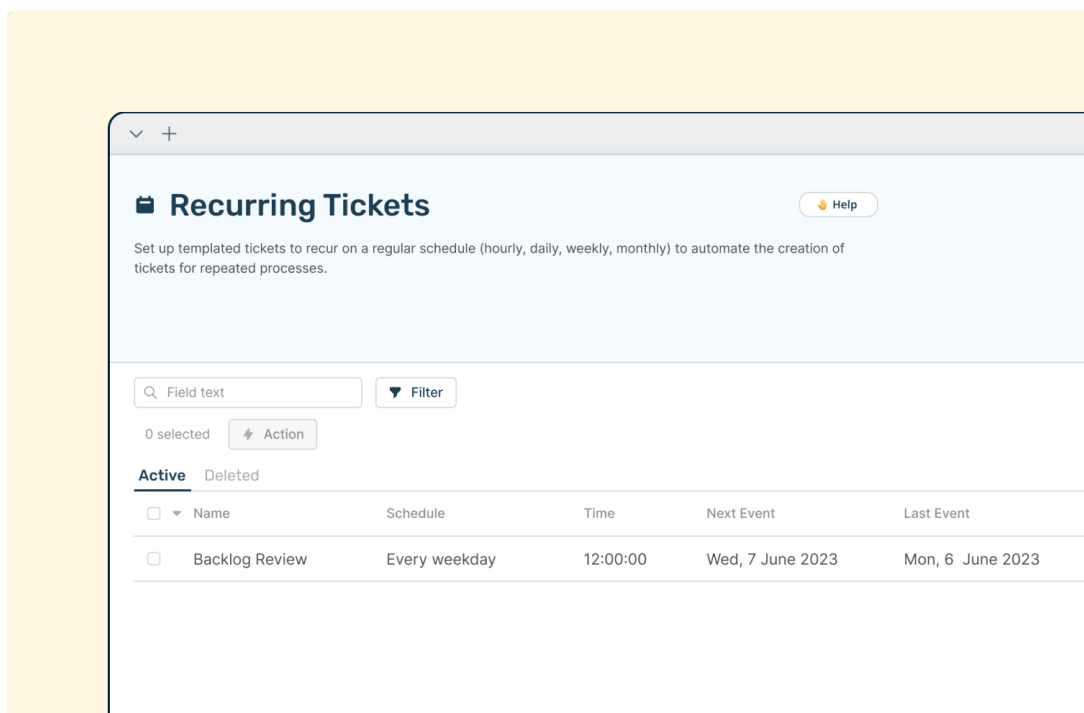 Recurring Tickets
Help
Set up templated tickets to recur on a regular schedule (hourly, daily, weekly, monthly) to automate the creation of
tickets for repeated processes.
Field text
Filter
0 selected
Action
Active Deleted
Name Schedule Time Next Event Last Event
Backlog Review Every weekday 12:00:00 Wed, 7 June 2023 Mon, 6 June 2023